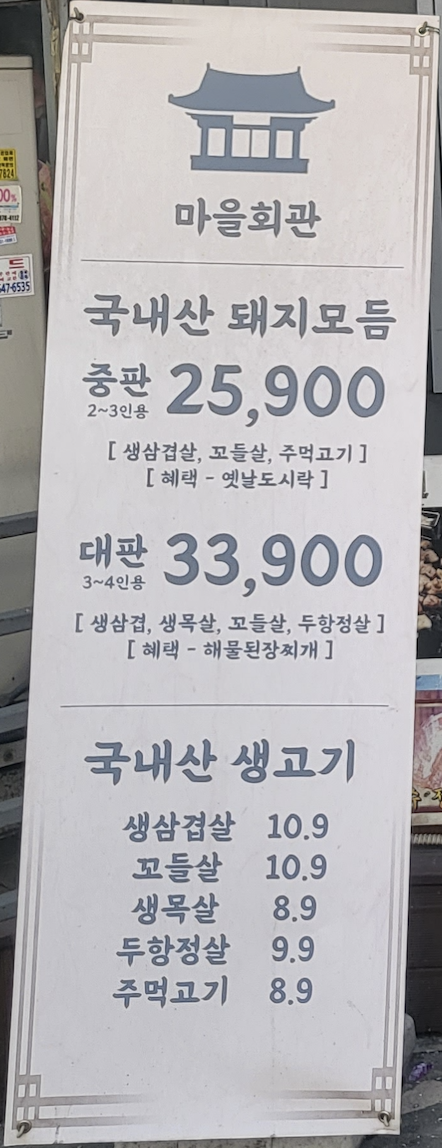 마을회관
국내산 돼지모듬
중판 25,900
2~3인용
[ 생삼겹살, 꼬들살, 주먹고기 ]
[ 혜택 - 옛날도시락 ]
대판 33,900
3~4인용
[ 생삼겹, 생목살, 꼬들살, 두항정살 ]
[ 혜택 - 해물된장찌개 ]
국내산 생고기
생삼겹살 10.9
꼬들살 10.9
생목살 8.9
두항정살 9.9
주먹고기 8.9
7824
00%
647-6535